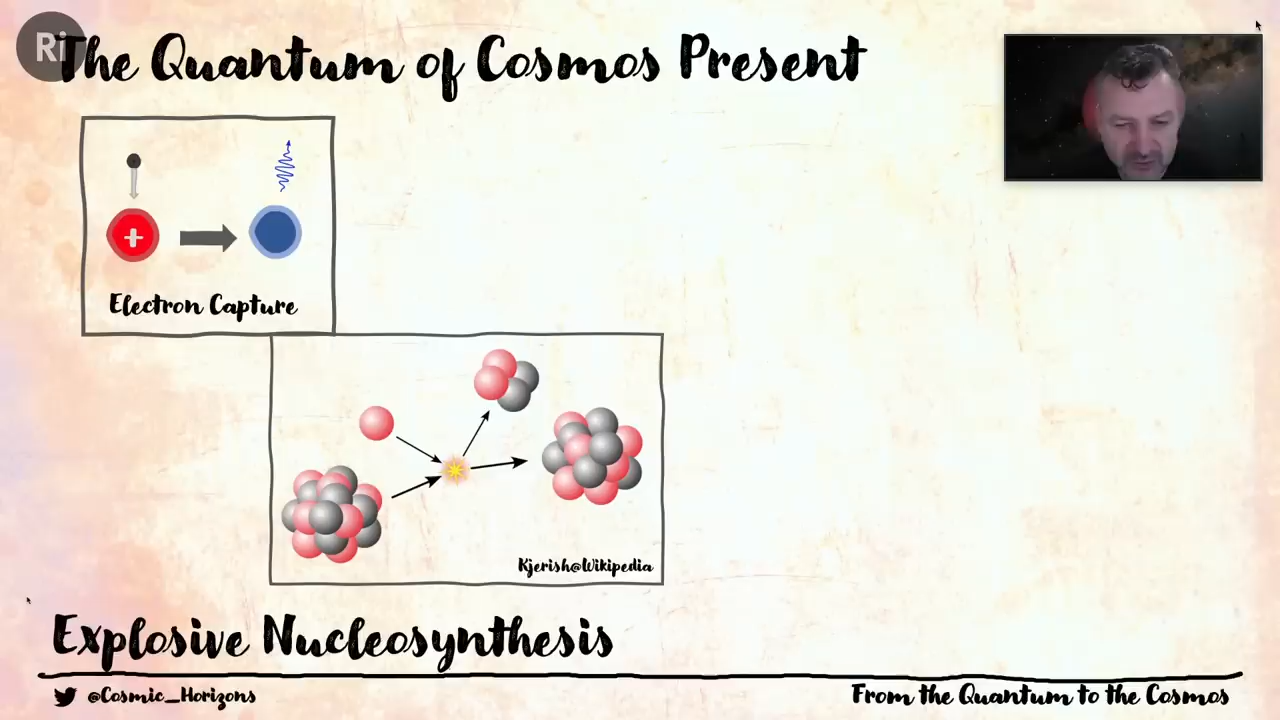 Ri
The Quantum of Cosmos Present
+
Electron Capture
Kjerish@Wikipedia
Explosive Nucleosynthesis
@Cosmic_Horizons
From the Quantum to the Cosmos